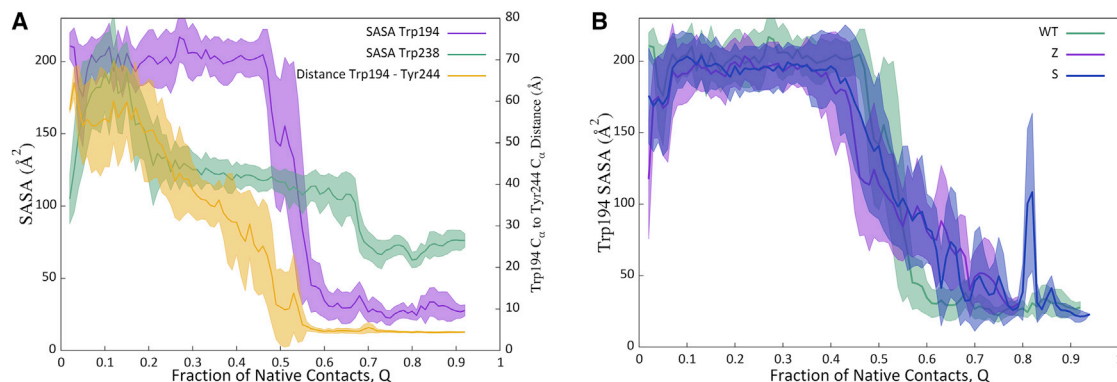 A
SASA Trp194
SASA Trp238
Distance Trp194 - Tyr244
SASA (Å2)
200
150
100
50
0
0 0.1 0.2 0.3 0.4 0.5 0.6 0.7 0.8 0.9 1
Fraction of Native Contacts, Q
80
70
60
50
40
30
20
10
0
Trp194 Cα to Tyr244 Cα Distance (Å)
B
WT
Z
S
Trp194 SASA (Å2)
200
150
100
50
0
0 0.1 0.2 0.3 0.4 0.5 0.6 0.7 0.8 0.9 1
Fraction of Native Contacts, Q